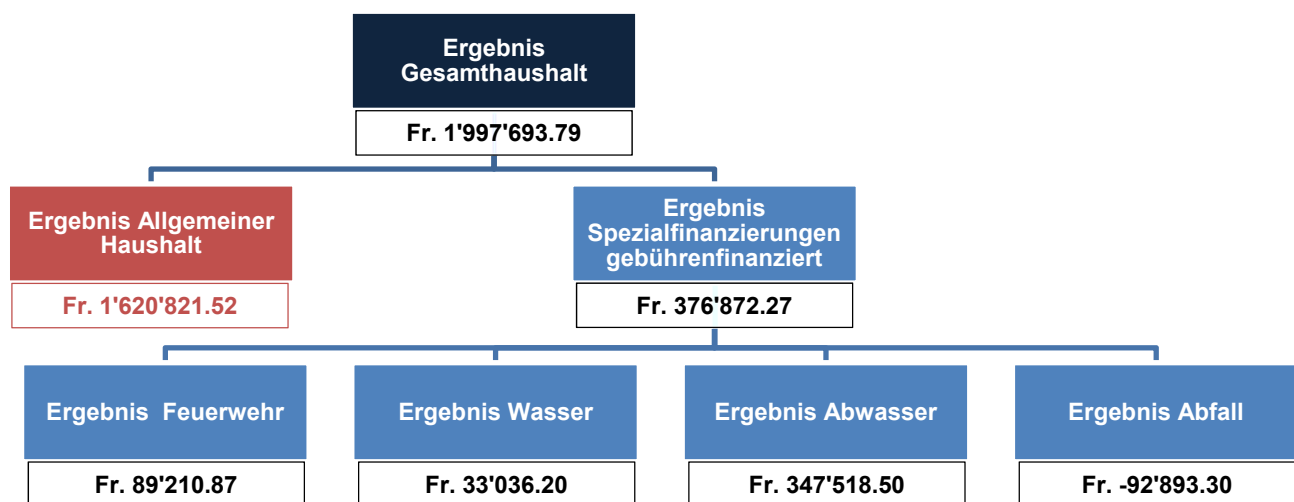 Ergebnis
Gesamthaushalt
Fr. 1'997'693.79
Ergebnis Allgemeiner
Haushalt
Fr. 1'620'821.52
Ergebnis
Spezialfinanzierungen
gebührenfinanziert
Fr. 376'872.27
Ergebnis Feuerwehr
Fr. 89'210.87
Ergebnis Wasser
Fr. 33'036.20
Ergebnis Abwasser
Fr. 347'518.50
Ergebnis Abfall
Fr. -92'893.30